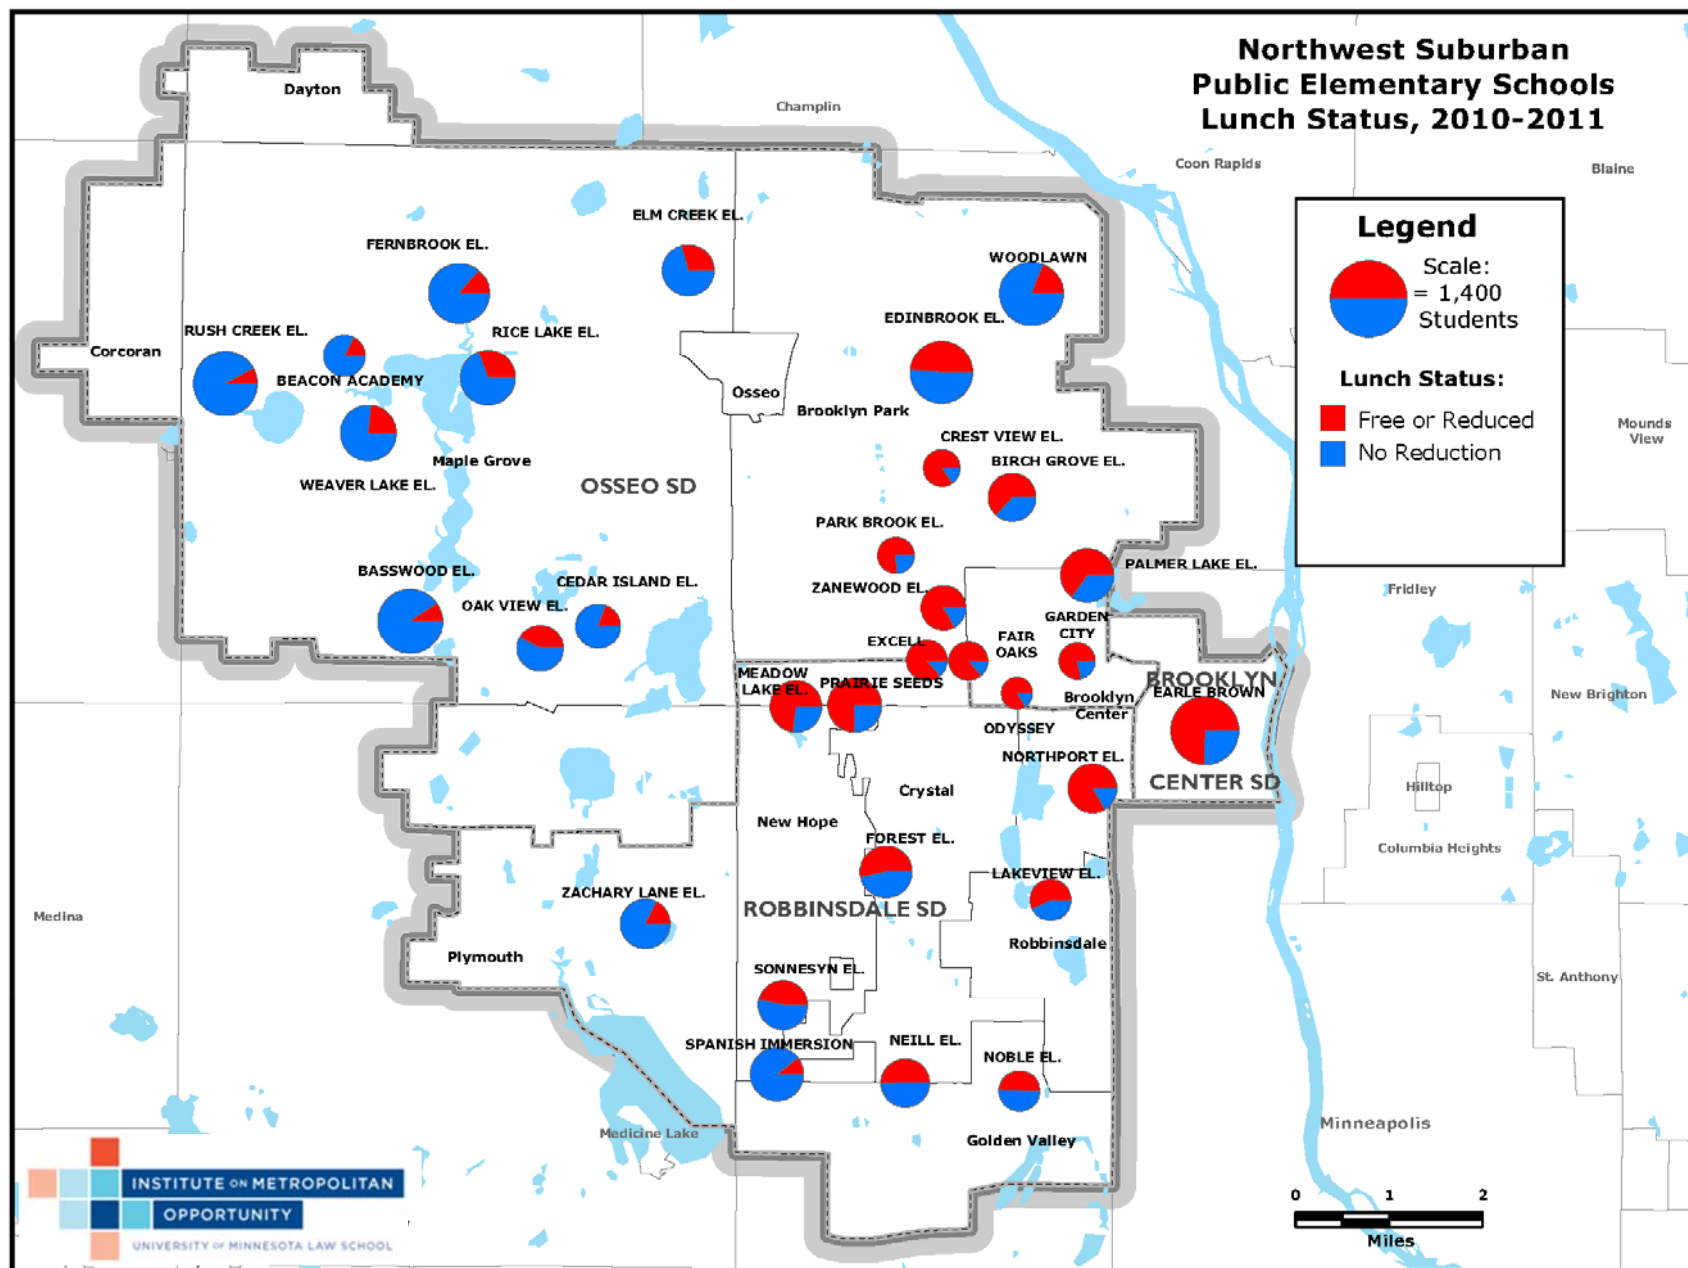 Northwest Suburban
Public Elementary Schools
Lunch Status, 2010-2011
Dayton
Champlin
Coon Rapids
Blaine
Legend
Scale:
= 1,400
Students
Lunch Status:
Free or Reduced
No Reduction
ELM CREEK EL.
FERNBROOK EL.
WOODLAWN
EDINBROOK EL.
RUSH CREEK EL.
RICE LAKE EL.
Corcoran
BEACON ACADEMY
Osseo
Brooklyn Park
Mounds
View
CREST VIEW EL.
BIRCH GROVE EL.
Maple Grove
WEAVER LAKE EL.
OSSEO SD
PARK BROOK EL.
PALMER LAKE EL.
BASSWOOD EL.
CEDAR ISLAND EL.
ZANEWOOD EL.
Fridley
OAK VIEW EL.
GARDEN
CITY
FAIR
OAKS
EXCELL
MEADOW
LAKE EL.
PRAIRIE SEEDS
BROOKLYN
EARLE BROWN
New Brighton
Brooklyn
Center
ODYSSEY
NORTHPORT EL.
CENTER SD
Hilltop
Crystal
New Hope
FOREST EL.
Columbia Heights
LAKEVIEW EL.
ZACHARY LANE EL.
ROBBINSDALE SD
Medina
Robbinsdale
Plymouth
SONNESYN EL.
St. Anthony
SPANISH IMMERSION
NEILL EL.
NOBLE EL.
Medicine Lake
Golden Valley
Minneapolis
INSTITUTE ON METROPOLITAN
OPPORTUNITY
UNIVERSITY OF MINNESOTA LAW SCHOOL
0 1 2
Miles